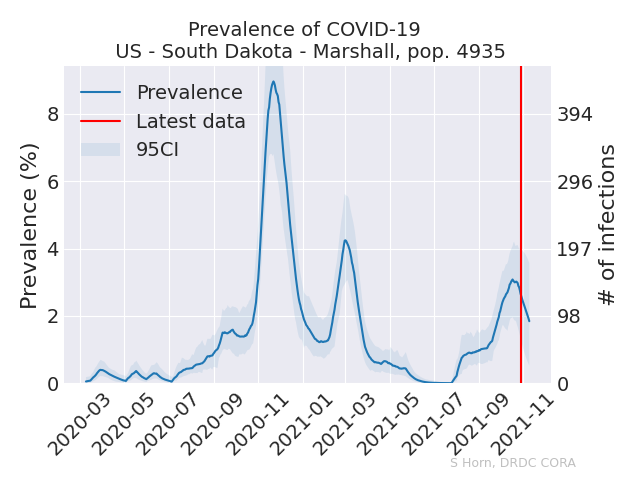 Prevalence of COVID-19
US - South Dakota - Marshall, pop. 4935
Prevalence
Latest data
95CI
Prevalence (%)
8
6
4
2
0
# of infections
394
296
197
98
0
2020-03
2020-05
2020-07
2020-09
2020-11
2021-01
2021-03
2021-05
2021-07
2021-09
2021-11
S Horn, DRDC CORA